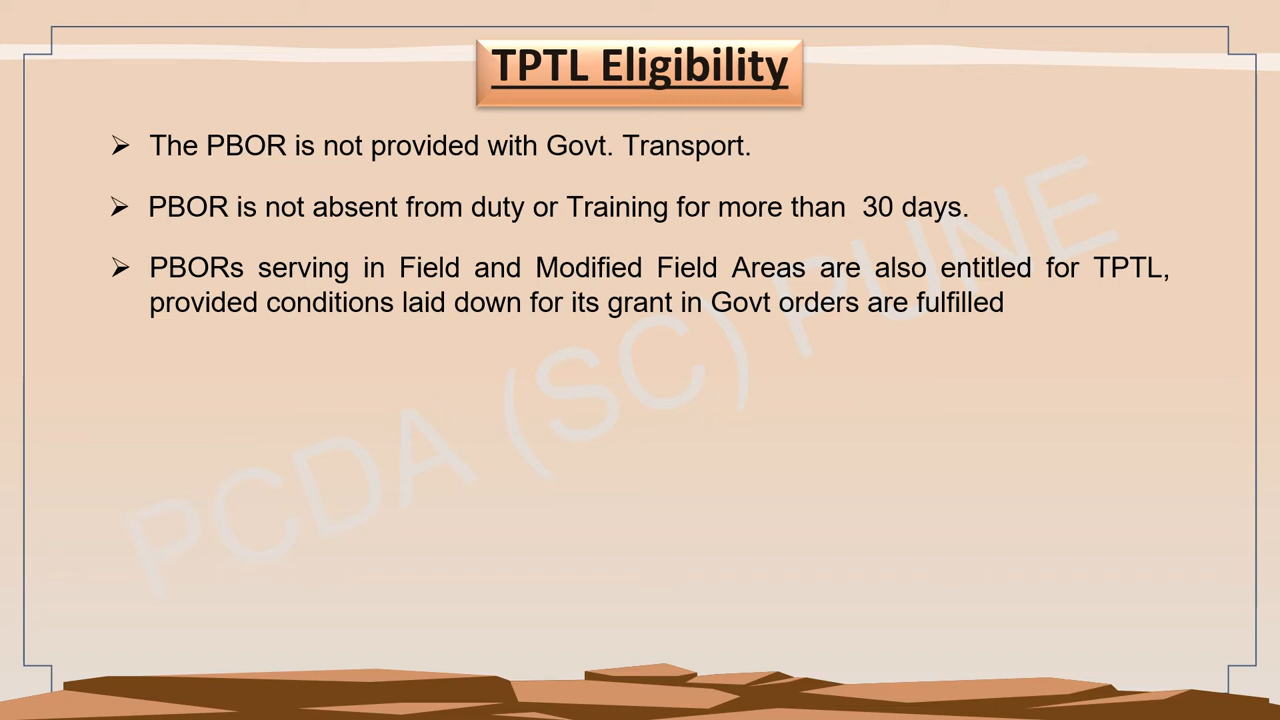 TPTL Eligibility
➢ The PBOR is not provided with Govt. Transport.
➢ PBOR is not absent from duty or Training for more than  30 days.
➢ PBORs serving in Field and Modified Field Areas are also entitled for TPTL,
provided conditions laid down for its grant in Govt orders are fulfilled
PCDA (SC) PUNE